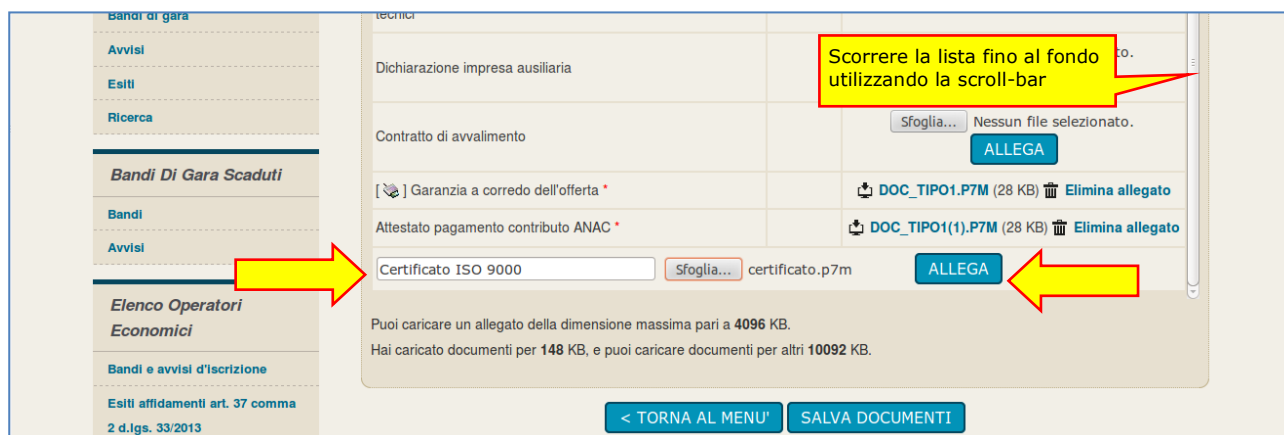 Bandi di gara
Avvisi
Esiti
Ricerca
Bandi Di Gara Scaduti
Bandi
Avvisi
Elenco Operatori
Economici
Bandi e avvisi d'iscrizione
Esiti affidamenti art. 37 comma
2 d.lgs. 33/2013
tecnici
Dichiarazione impresa ausiliaria
to.
Scorrere la lista fino al fondo
utilizzando la scroll-bar
Contratto di avvalimento
Sfoglia... Nessun file selezionato.
ALLEGA
[ ] Garanzia a corredo dell'offerta * DOC_TIPO1.P7M (28 KB) Elimina allegato
Attestato pagamento contributo ANAC * DOC_TIPO1(1).P7M (28 KB) Elimina allegato
Certificato ISO 9000 Sfoglia... certificato.p7m ALLEGA
Puoi caricare un allegato della dimensione massima pari a 4096 KB.
Hai caricato documenti per 148 KB, e puoi caricare documenti per altri 10092 KB.
< TORNA AL MENU' SALVA DOCUMENTI